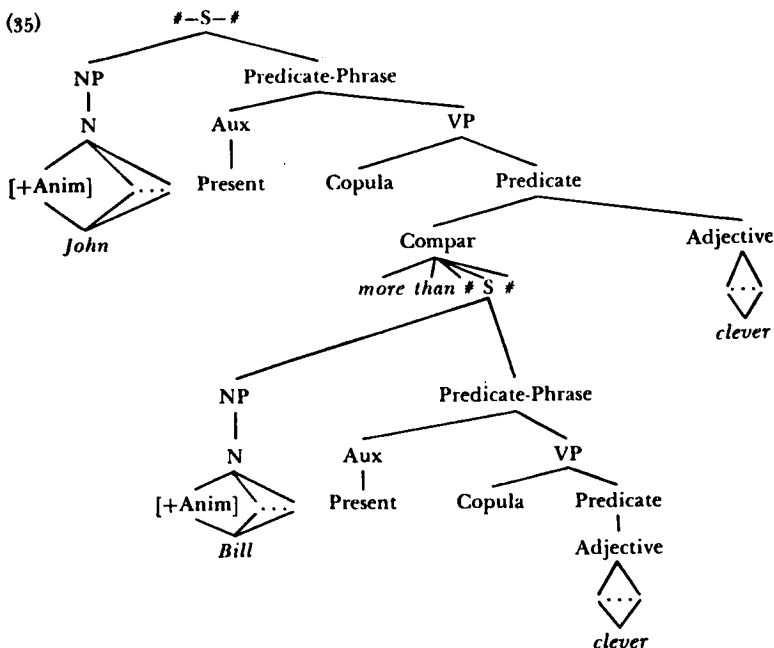 (35)
#–S–#
NP Predicate-Phrase
N Aux VP
[+Anim] .... Present Copula Predicate
John
Compar Adjective
more than # S # ....
clever
NP Predicate-Phrase
N Aux VP
[+Anim] .... Present Copula Predicate
Bill Adjective
....
clever